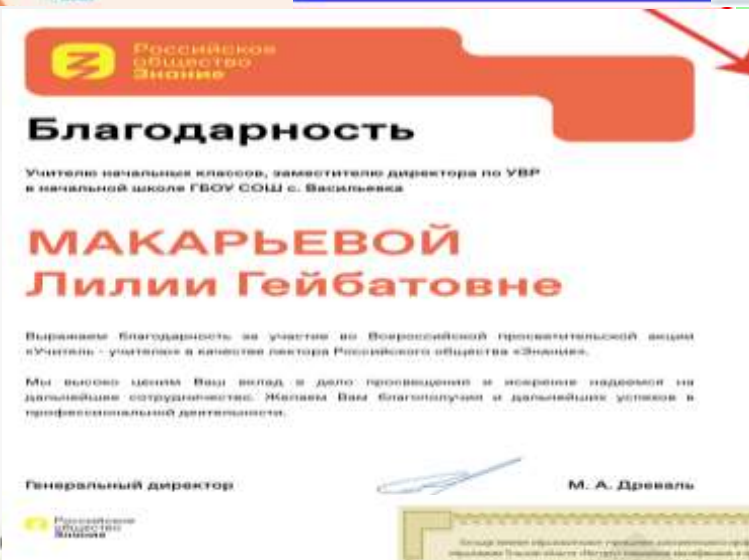 Российское
общество
Знание
Благодарность
Учителю начальных классов, заместителю директора по УВР
в начальной школе ГБОУ СОШ с. Васильевка
МАКАРЬЕВОЙ
Лилии Гейбатовне
Выражаем благодарность за участие во Всероссийской просветительской акции
«Учитель - учителю» в качестве лектора Российского общества «Знание».
Мы высоко ценим Ваш вклад в дело просвещения и искренне надеемся на
дальнейшее сотрудничество. Желаем Вам благополучия и дальнейших успехов в
профессиональной деятельности.
Генеральный директор
М. А. Древаль
Российское
общество
Знание